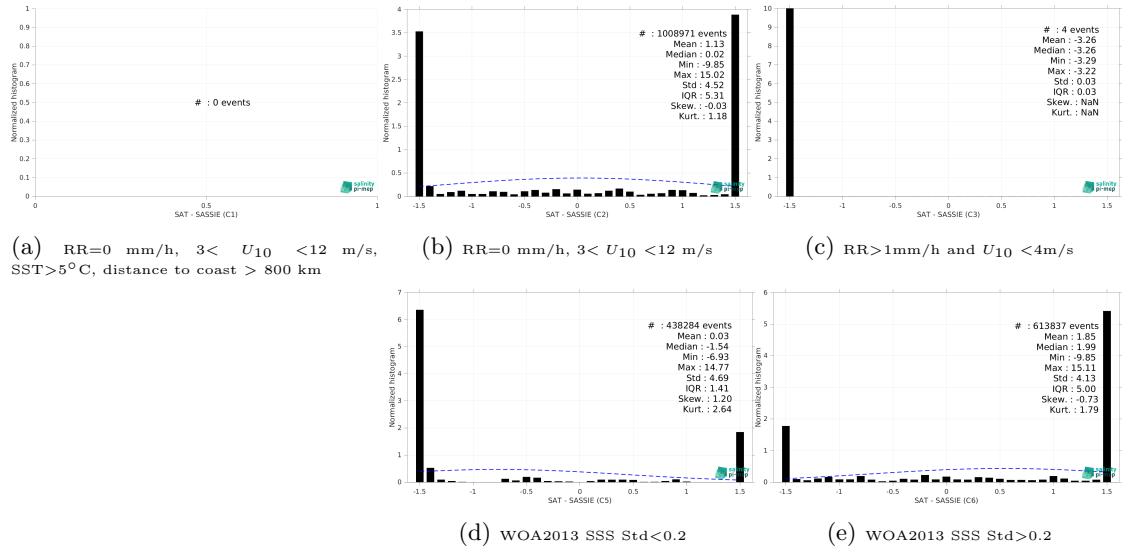 1
0.9
0.8
0.7
0.6
0.5
0.4
0.3
0.2
0.1
0
Normalized histogram
# : 0 events
salinity
pi-mep
0 0.5 1
SAT - SASSIE (C1)
4
3.5
3
2.5
2
1.5
1
0.5
0
Normalized histogram
# : 1008971 events
Mean : 1.13
Median : 0.02
Min : -9.85
Max : 15.02
Std : 4.52
IQR : 5.31
Skew. : -0.03
Kurt. : 1.18
salinity
pi-mep
-1.5 -1 -0.5 0 0.5 1 1.5
SAT - SASSIE (C2)
10
9
8
7
6
5
4
3
2
1
0
Normalized histogram
# : 4 events
Mean : -3.26
Median : -3.26
Min : -3.29
Max : -3.22
Std : 0.03
IQR : 0.03
Skew. : NaN
Kurt. : NaN
salinity
pi-mep
-1.5 -1 -0.5 0 0.5 1 1.5
SAT - SASSIE (C3)
(a) RR=0 mm/h, 3< U10 <12 m/s,
SST>5°C, distance to coast > 800 km
(b) RR=0 mm/h, 3< U10 <12 m/s
(c) RR>1mm/h and U10 <4m/s
7
6
5
4
3
2
1
0
Normalized histogram
# : 438284 events
Mean : 0.03
Median : -1.54
Min : -6.93
Max : 14.77
Std : 4.69
IQR : 1.41
Skew. : 1.20
Kurt. : 2.64
salinity
pi-mep
-1.5 -1 -0.5 0 0.5 1 1.5
SAT - SASSIE (C5)
6
5
4
3
2
1
0
Normalized histogram
# : 613837 events
Mean : 1.85
Median : 1.99
Min : -9.85
Max : 15.11
Std : 4.13
IQR : 5.00
Skew. : -0.73
Kurt. : 1.79
salinity
pi-mep
-1.5 -1 -0.5 0 0.5 1 1.5
SAT - SASSIE (C6)
(d) WOA2013 SSS Std<0.2
(e) WOA2013 SSS Std>0.2